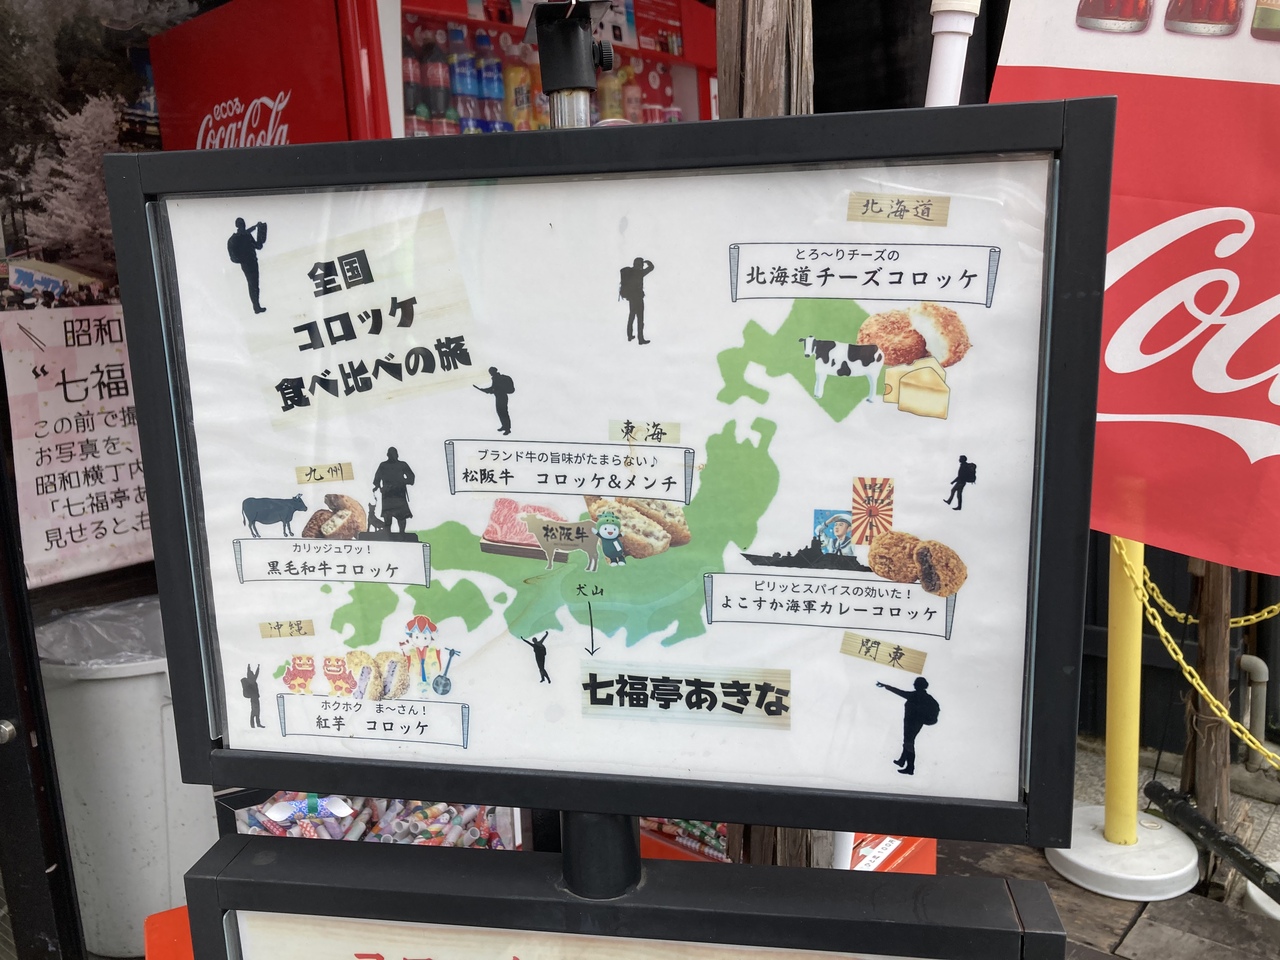 ecoる
Coca-Cola
全国
コロッケ
食べ比べの旅
北海道
とろ〜りチーズの
北海道チーズコロッケ
東海
ブランド牛の旨味がたまらない♪
松阪牛　コロッケ&メンチ
松阪牛
九州
カリッジュワッ！
黒毛和牛コロッケ
犬山
七福亭あきな
ピリッとスパイスの効いた！
よこすか海軍カレーコロッケ
関東
沖縄
ホクホク　ま〜さん！
紅芋　コロッケ
昭和
“七福
この前で撮
お写真を、
昭和横丁内
「七福亭あ
見せると、も